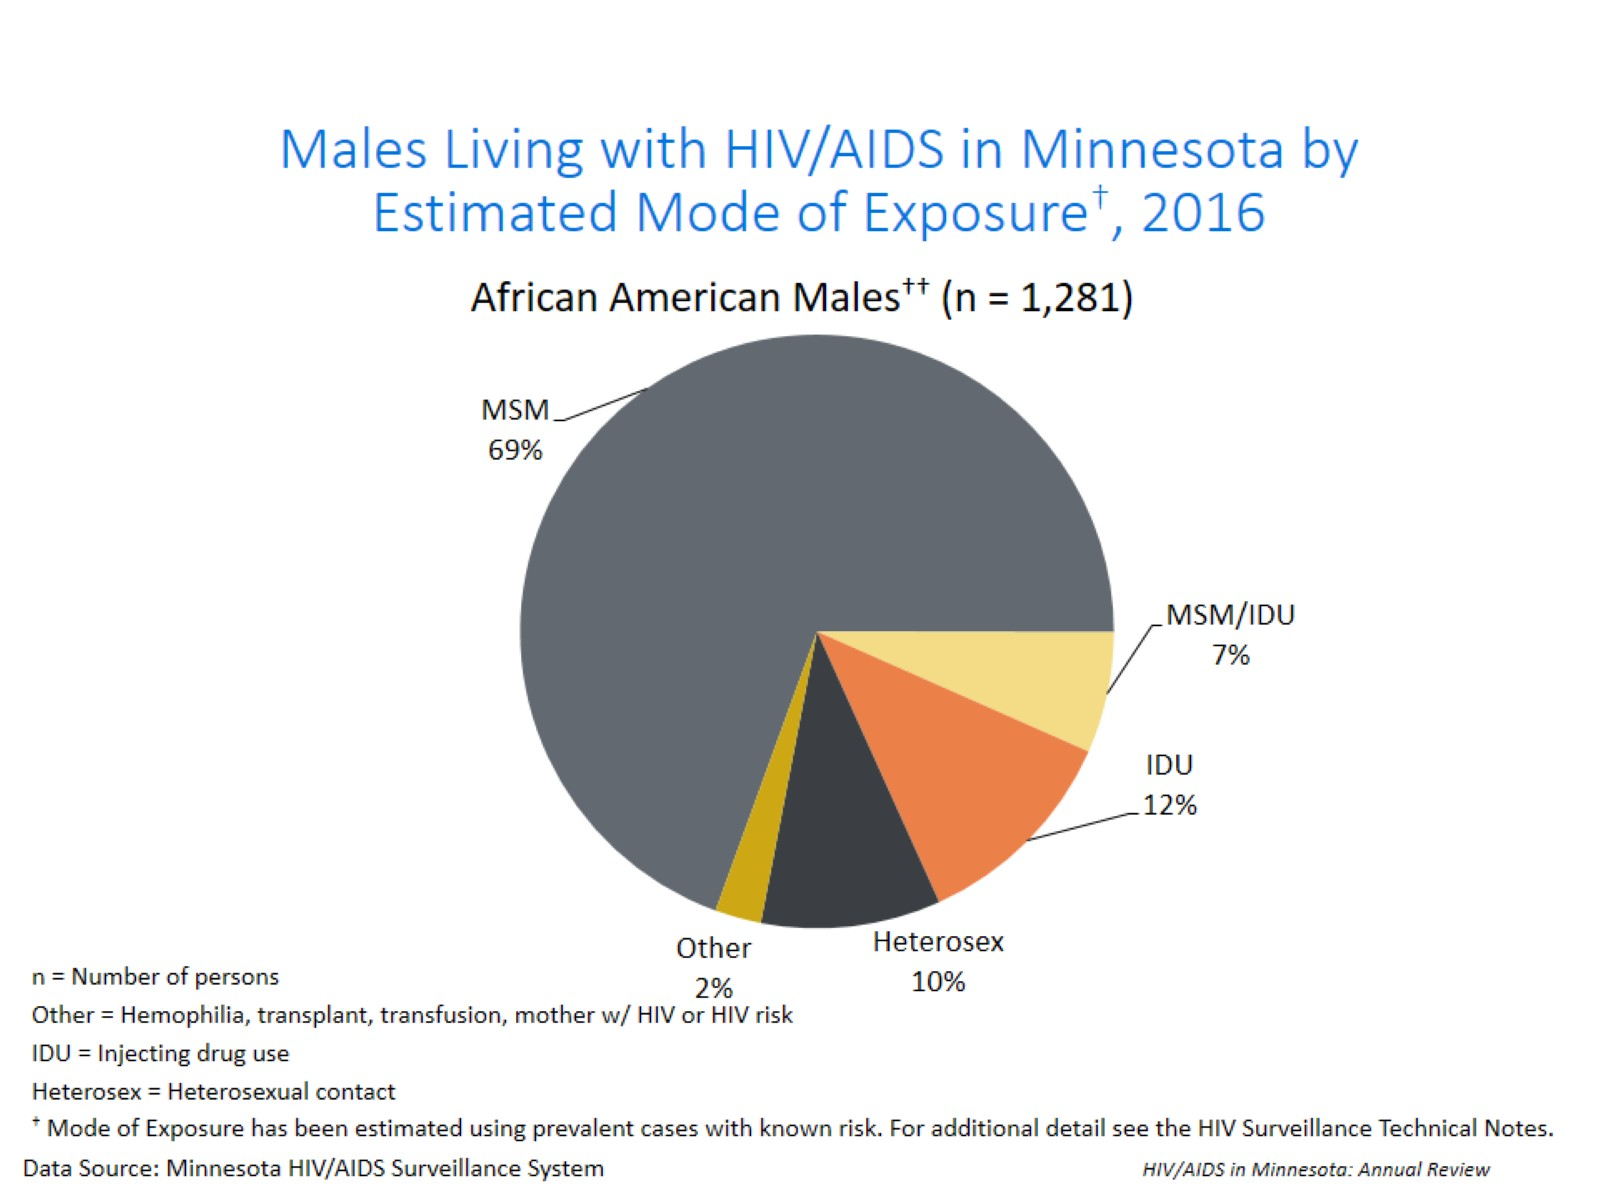 Males Living with HIV/AIDS in Minnesota by
Estimated Mode of Exposure†, 2016
African American Males†† (n = 1,281)
MSM
69%
MSM/IDU
7%
IDU
12%
Heterosex
10%
Other
2%
n = Number of persons
Other = Hemophilia, transplant, transfusion, mother w/ HIV or HIV risk
IDU = Injecting drug use
Heterosex = Heterosexual contact
† Mode of Exposure has been estimated using prevalent cases with known risk. For additional detail see the HIV Surveillance Technical Notes.
Data Source: Minnesota HIV/AIDS Surveillance System
HIV/AIDS in Minnesota: Annual Review